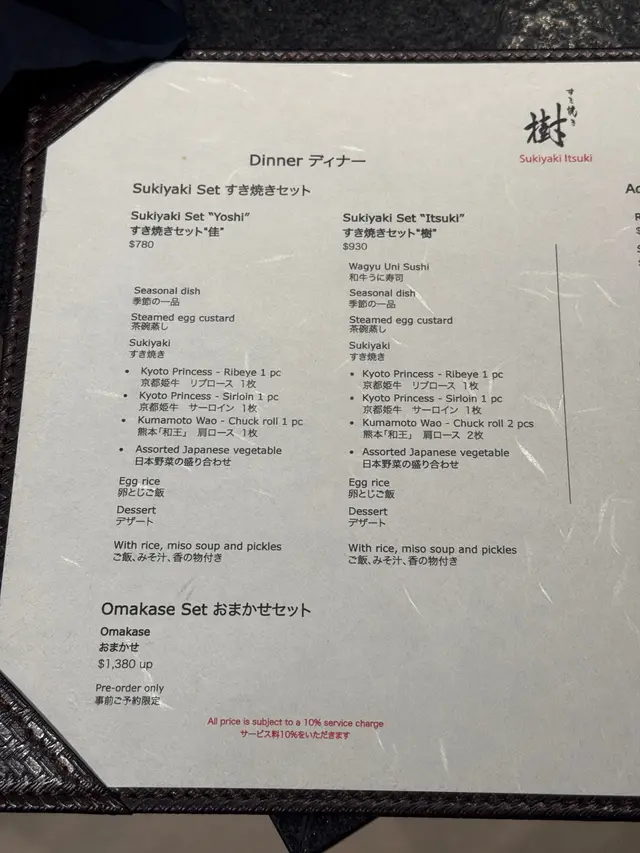 すき焼き
樹
Sukiyaki Itsuki
Dinner ディナー
Sukiyaki Set すき焼きセット
Sukiyaki Set "Yoshi"
すき焼きセット"佳"
$780
Seasonal dish
季節の一品
Steamed egg custard
茶碗蒸し
Sukiyaki
すき焼き
• Kyoto Princess - Ribeye 1 pc
京都姫牛 リブロース 1枚
• Kyoto Princess - Sirloin 1 pc
京都姫牛 サーロイン 1枚
• Kumamoto Wao - Chuck roll 1 pc
熊本「和王」 肩ロース 1枚
• Assorted Japanese vegetable
日本野菜の盛り合わせ
Egg rice
卵とじご飯
Dessert
デザート
With rice, miso soup and pickles
ご飯、みそ汁、香の物付き
Sukiyaki Set "Itsuki"
すき焼きセット"樹"
$930
Wagyu Uni Sushi
和牛うに寿司
Seasonal dish
季節の一品
Steamed egg custard
茶碗蒸し
Sukiyaki
すき焼き
• Kyoto Princess - Ribeye 1 pc
京都姫牛 リブロース 1枚
• Kyoto Princess - Sirloin 1 pc
京都姫牛 サーロイン 1枚
• Kumamoto Wao - Chuck roll 2 pcs
熊本「和王」 肩ロース 2枚
• Assorted Japanese vegetable
日本野菜の盛り合わせ
Egg rice
卵とじご飯
Dessert
デザート
With rice, miso soup and pickles
ご飯、みそ汁、香の物付き
Omakase Set おまかせセット
Omakase
おまかせ
$1,380 up
Pre-order only
事前ご予約限定
All price is subject to a 10% service charge
サービス料10%をいただきます